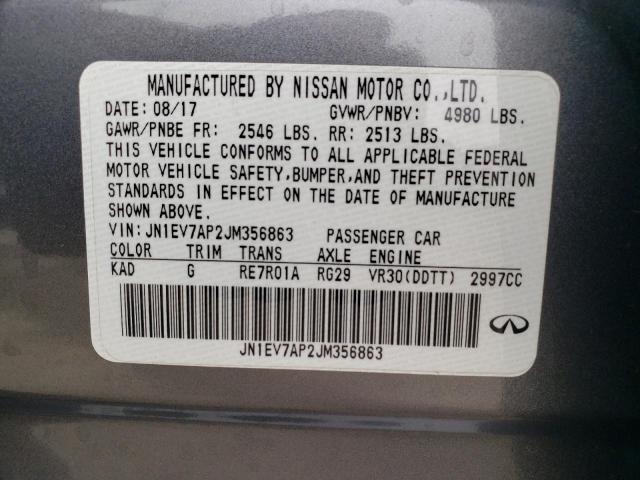 MANUFACTURED BY NISSAN MOTOR CO.,LTD.
DATE: 08/17 GVWR/PNBV: 4980 LBS.
GAWR/PNBE FR: 2546 LBS. RR: 2513 LBS.
THIS VEHICLE CONFORMS TO ALL APPLICABLE FEDERAL
MOTOR VEHICLE SAFETY,BUMPER,AND THEFT PREVENTION
STANDARDS IN EFFECT ON THE DATE OF MANUFACTURE
SHOWN ABOVE.
VIN:JN1EV7AP2JM356863 PASSENGER CAR
COLOR TRIM TRANS AXLE ENGINE
KAD G RE7R01A RG29 VR30(DDTT) 2997CC
JN1EV7AP2JM356863